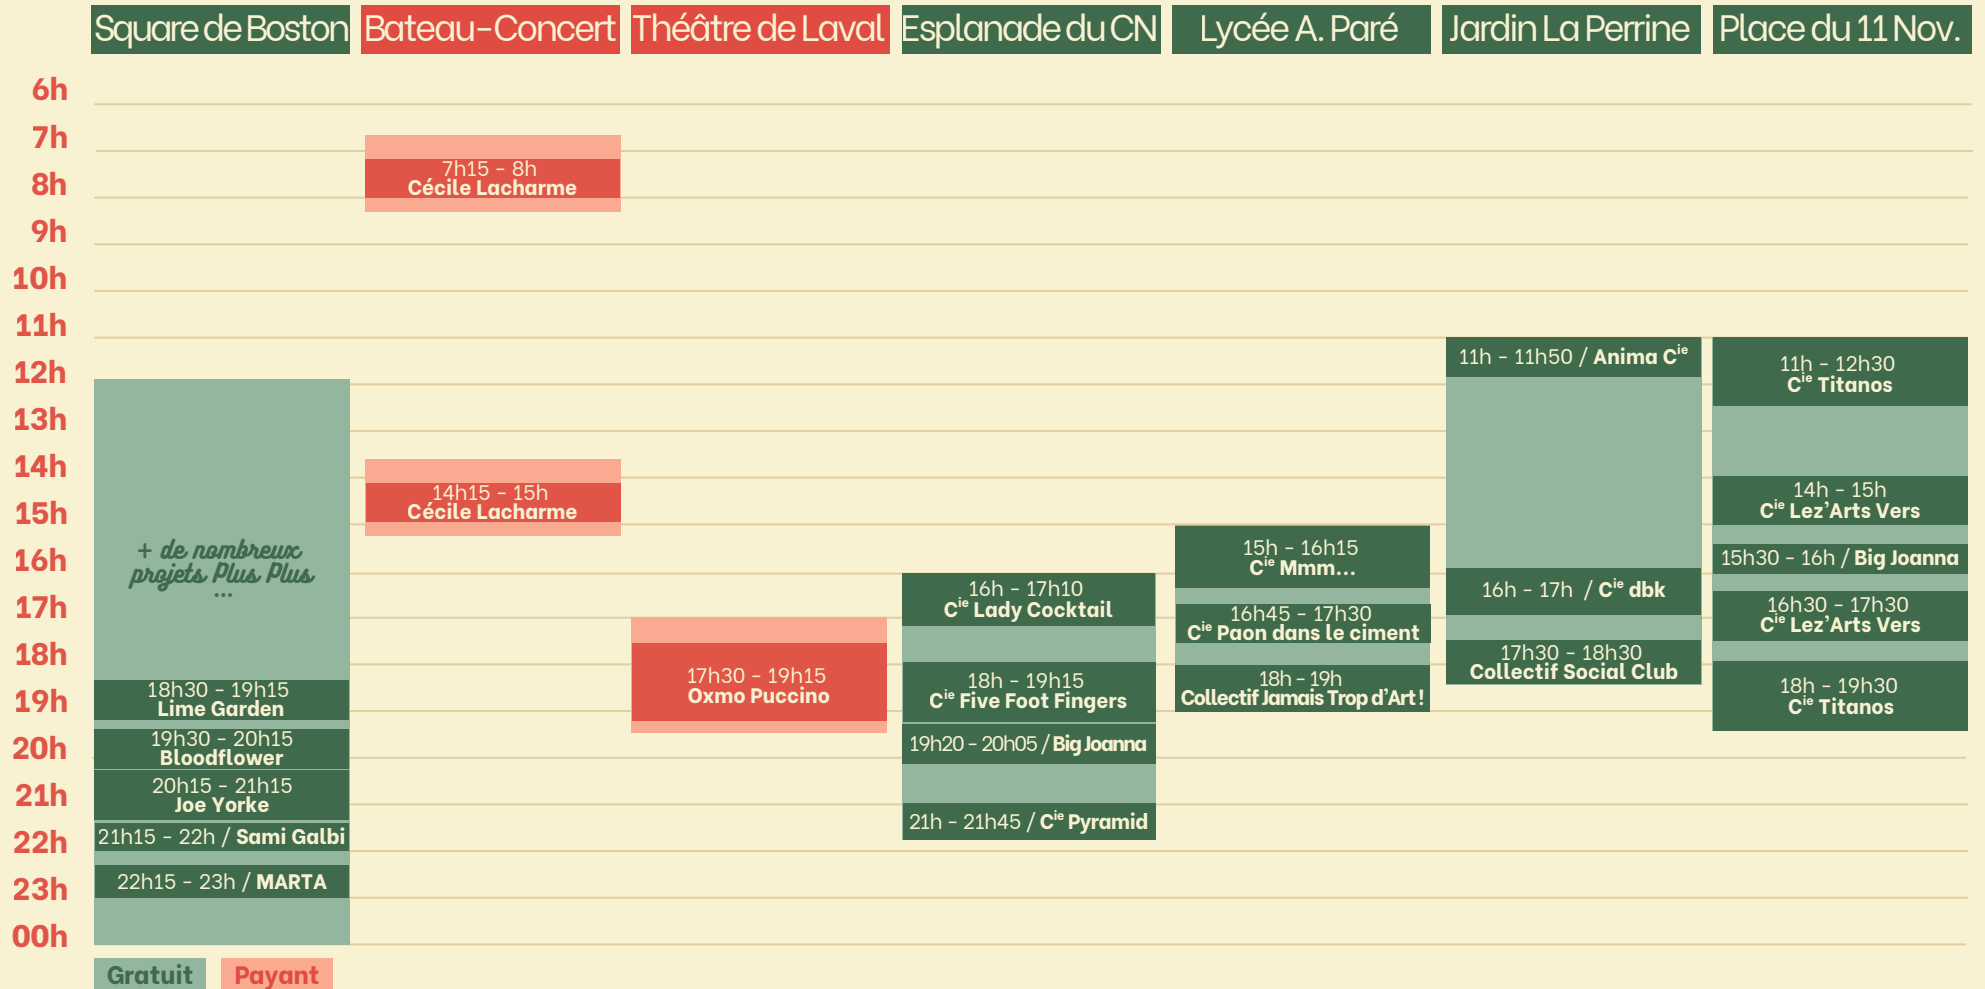 Square de Boston
Bateau-Concert
Théâtre de Laval
Esplanade du CN
Lycée A. Paré
Jardin La Perrine
Place du 11 Nov.
6h
7h
8h
9h
10h
11h
12h
13h
14h
15h
16h
17h
18h
19h
20h
21h
22h
23h
00h
+ de nombreux
projets Plus Plus
...
18h30 - 19h15
Lime Garden
19h30 - 20h15
Bloodflower
20h15 - 21h15
Joe Yorke
21h15 - 22h / Sami Galbi
22h15 - 23h / MARTA
7h15 - 8h
Cécile Lacharme
14h15 - 15h
Cécile Lacharme
17h30 - 19h15
Oxmo Puccino
16h - 17h10
Cie Lady Cocktail
18h - 19h15
Cie Five Foot Fingers
19h20 - 20h05 / Big Joanna
21h - 21h45 / Cie Pyramid
15h - 16h15
Cie Mmm...
16h45 - 17h30
Cie Paon dans le ciment
18h - 19h
Collectif Jamais Trop d'Art !
11h - 11h50 / Anima Cie
16h - 17h / Cie dbk
17h30 - 18h30
Collectif Social Club
11h - 12h30
Cie Titanos
14h - 15h
Cie Lez'Arts Vers
15h30 - 16h / Big Joanna
16h30 - 17h30
Cie Lez'Arts Vers
18h - 19h30
Cie Titanos
Gratuit
Payant